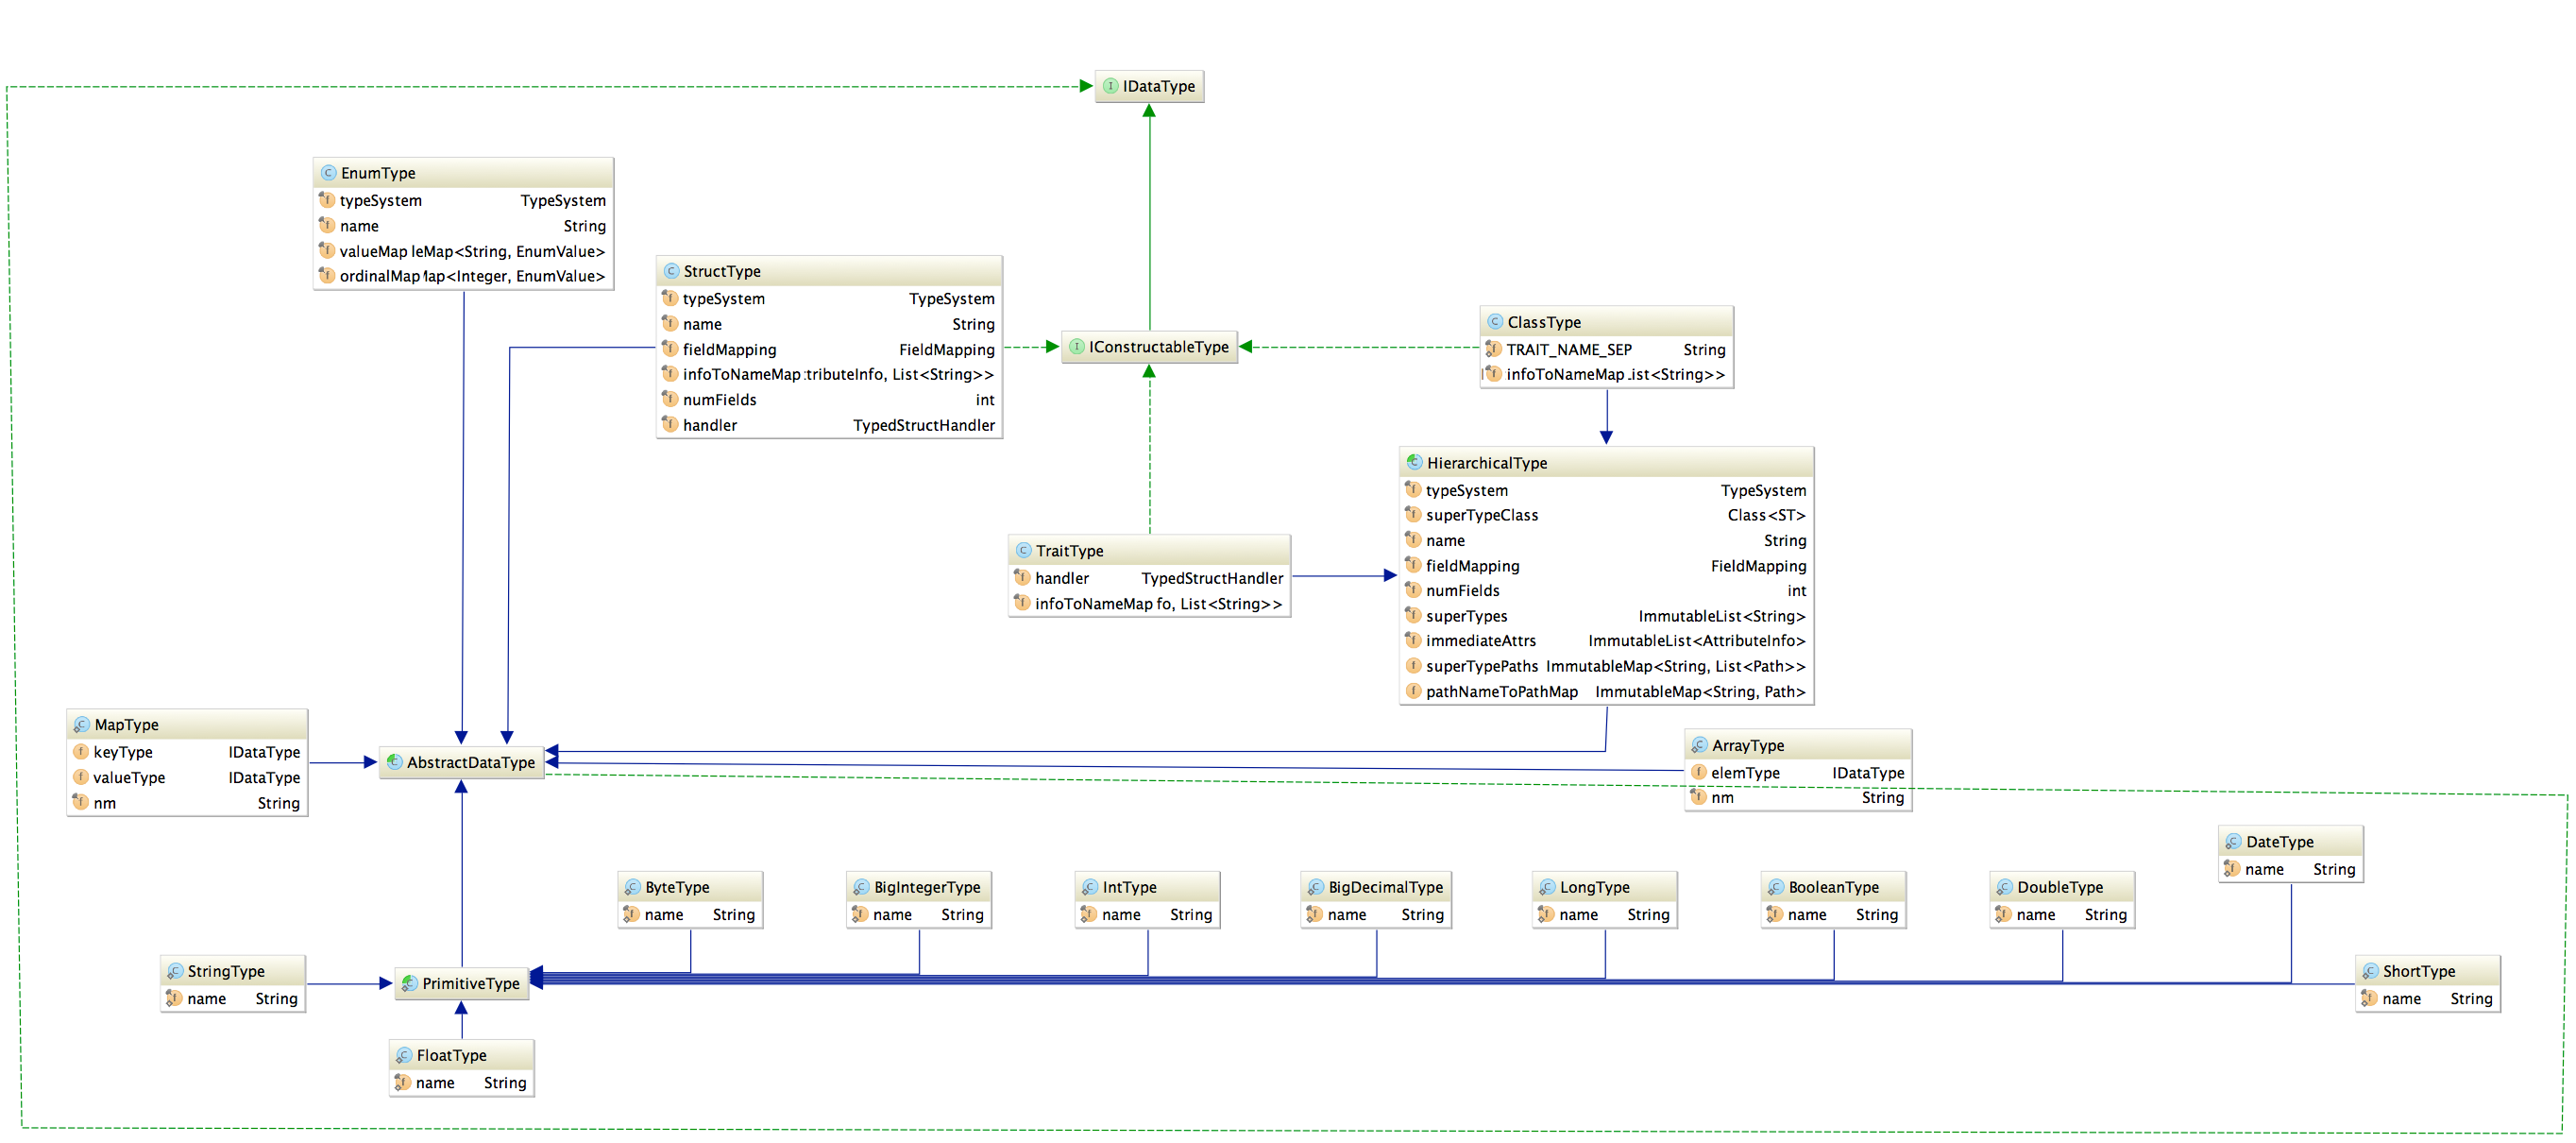 IDataType
EnumType
typeSystem TypeSystem
name String
valueMap leMap<String, EnumValue>
ordinalMap Map<Integer, EnumValue>
StructType
typeSystem TypeSystem
name String
fieldMapping FieldMapping
infoToNameMap tributeInfo, List<String>>
numFields int
handler TypedStructHandler
IConstructableType
ClassType
TRAIT_NAME_SEP String
infoToNameMap List<String>>
HierarchicalType
typeSystem TypeSystem
superTypeClass Class<ST>
name String
fieldMapping FieldMapping
numFields int
superTypes ImmutableList<String>
immediateAttrs ImmutableList<AttributeInfo>
superTypePaths ImmutableMap<String, List<Path>>
pathNameToPathMap ImmutableMap<String, Path>
TraitType
handler TypedStructHandler
infoToNameMap fo, List<String>>
MapType
keyType IDataType
valueType IDataType
nm String
AbstractDataType
ArrayType
elemType IDataType
nm String
ByteType
name String
BigIntegerType
name String
IntType
name String
BigDecimalType
name String
LongType
name String
BooleanType
name String
DoubleType
name String
DateType
name String
StringType
name String
PrimitiveType
ShortType
name String
FloatType
name String